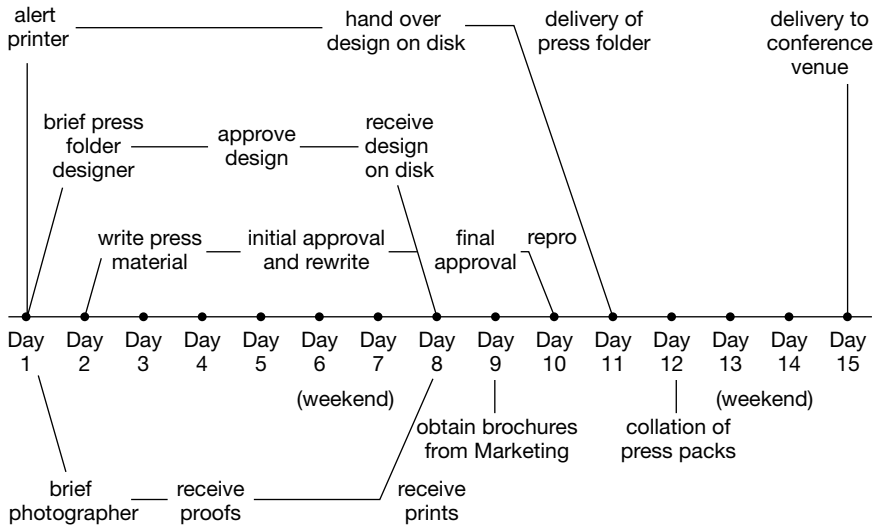 alert
printer
hand over
design on disk
delivery of
press folder
delivery to
conference
venue
brief press
folder
designer
approve
design
receive
design
on disk
write press
material
initial approval
and rewrite
final
approval
repro
Day
1
Day
2
Day
3
Day
4
Day
5
Day
6
Day
7
Day
8
Day
9
Day
10
Day
11
Day
12
Day
13
Day
14
Day
15
(weekend)
(weekend)
obtain brochures
from Marketing
collation of
press packs
brief
photographer
receive
proofs
receive
prints